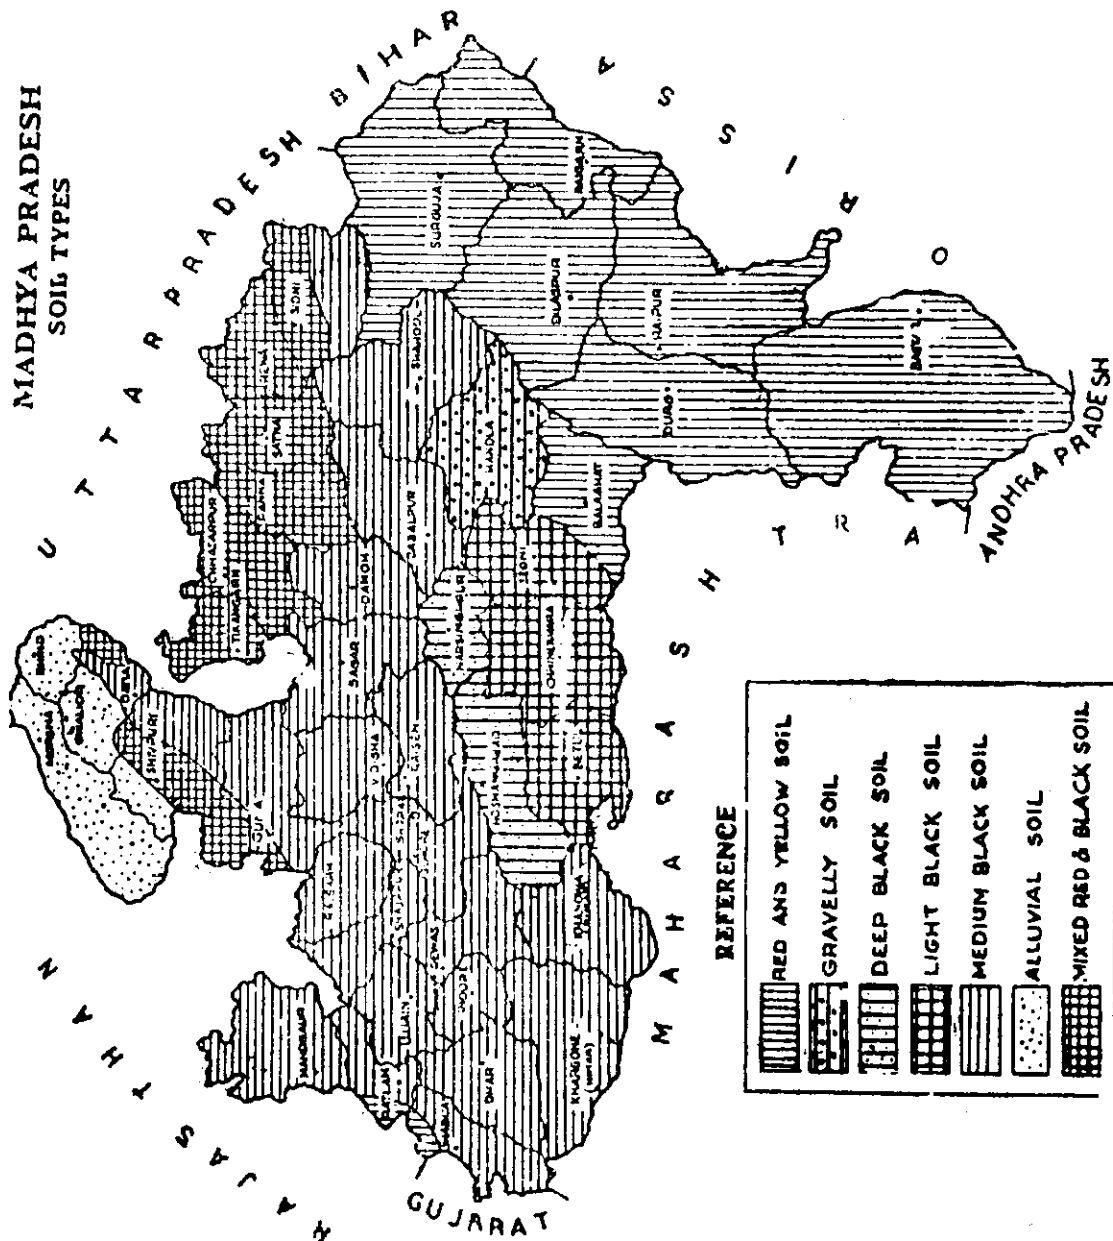 MADHYA PRADESH
SOIL TYPES
UTTAR PRADESH
BIHAR
ORISSA
ANDHRA PRADESH
MAHARASHTRA
GUJARAT
RAJASTHAN
BHIND
MORENA
GWALIOR
DATIA
SHIVPURI
GUNA
TIKAMGARH
CHHATARPUR
PANNA
SATNA
REWA
SIDHI
SURGUJA
SHAHDOL
RAIGARH
BILASPUR
RAIPUR
DURG
BASTAR
MANDLA
BALAGHAT
JABALPUR
DAMOH
SAGAR
NARSIMHAPUR
SEONI
CHHINDWARA
BETUL
HOSHANGABAD
RAISEN
VIDISHA
RAJGARH
SHAJAPUR
DEWAS
UJJAIN
INDORE
MANDSAUR
RATLAM
JHABUA
DHAR
KHARGONE
KHANDWA
REFERENCE
RED AND YELLOW SOIL
GRAVELLY SOIL
DEEP BLACK SOIL
LIGHT BLACK SOIL
MEDIUM BLACK SOIL
ALLUVIAL SOIL
MIXED RED & BLACK SOIL